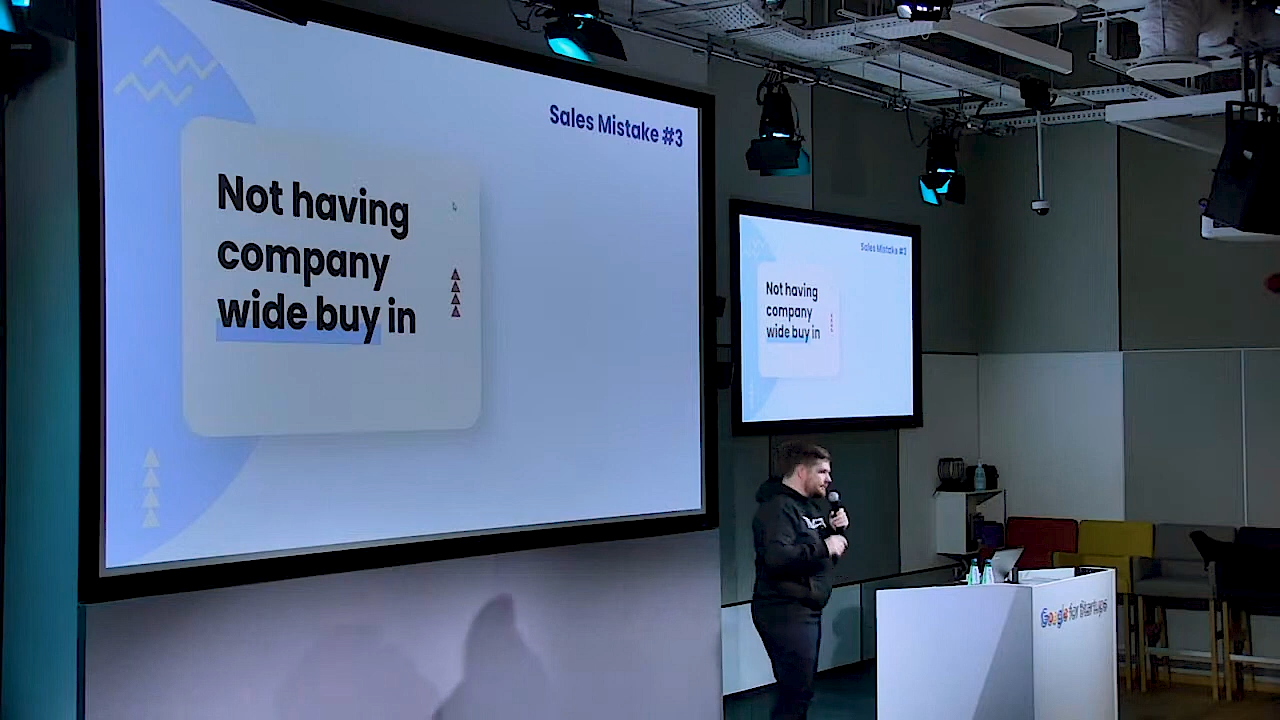 Sales Mistake #3
Not having
company
wide buy in
Sales Mistake #3
Not having
company
wide buy in
Google for Startups